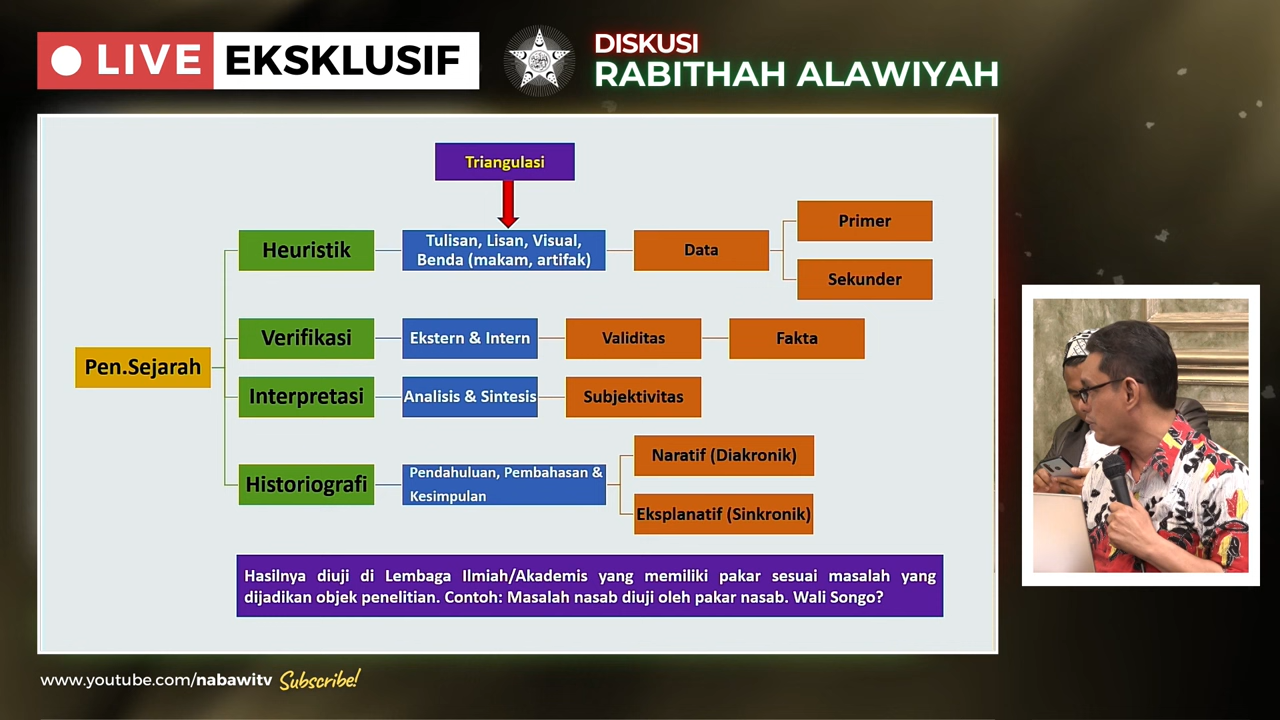 LIVE EKSKLUSIF
DISKUSI
RABITHAH ALAWIYAH
Triangulasi
Primer
Heuristik
Tulisan, Lisan, Visual,
Benda (makam, artifak)
Data
Sekunder
Verifikasi
Ekstern & Intern
Validitas
Fakta
Pen.Sejarah
Interpretasi
Analisis & Sintesis
Subjektivitas
Naratif (Diakronik)
Historiografi
Pendahuluan, Pembahasan &
Kesimpulan
Eksplanatif (Sinkronik)
Hasilnya diuji di Lembaga Ilmiah/Akademis yang memiliki pakar sesuai masalah yang
dijadikan objek penelitian. Contoh: Masalah nasab diuji oleh pakar nasab. Wali Songo?
www.youtube.com/nabawitv Subscribe!